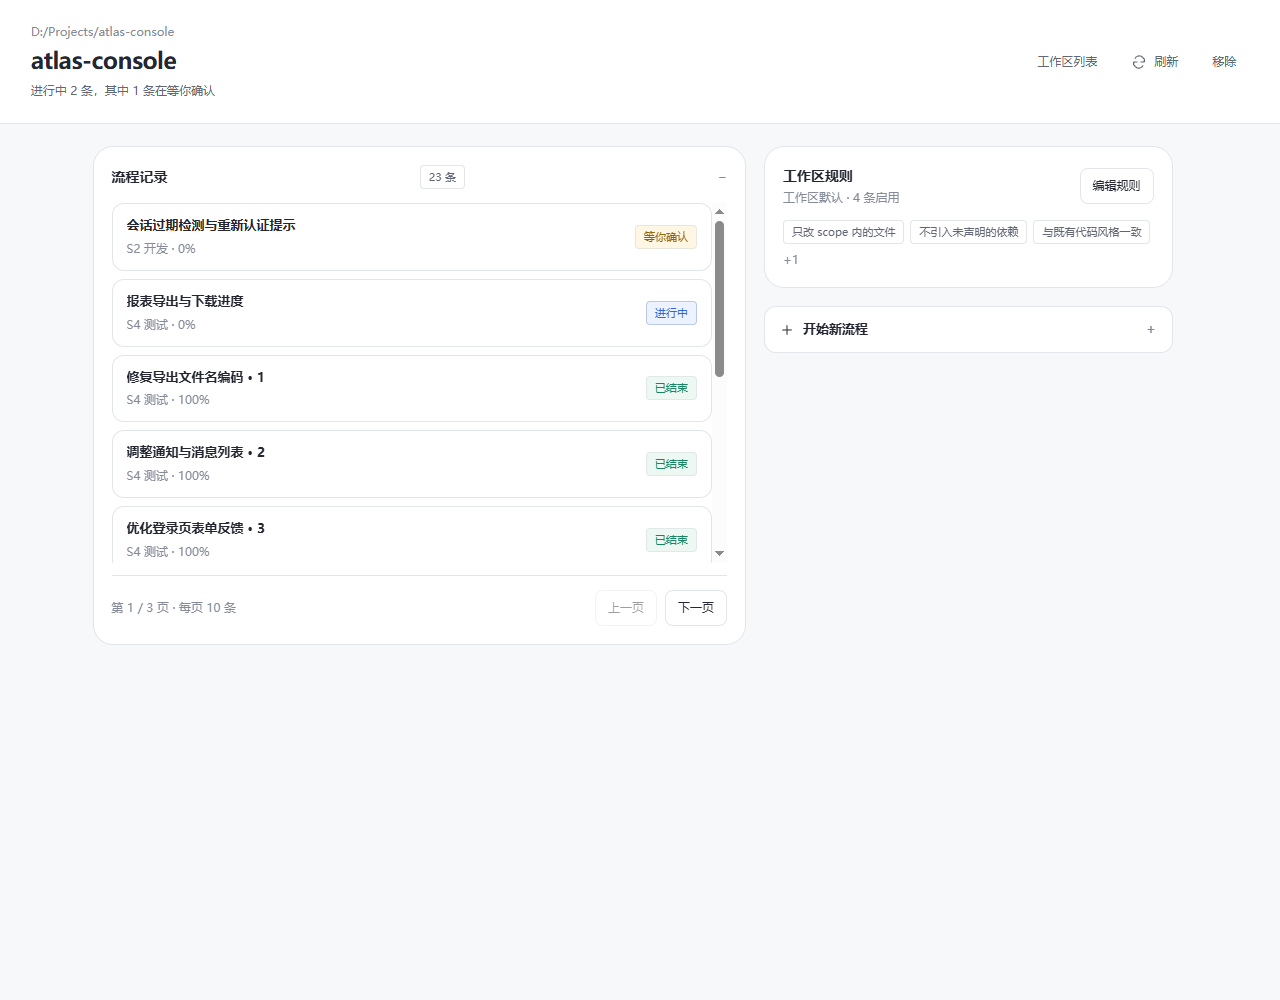 D:/Projects/atlas-console
atlas-console
进行中 2 条，其中 1 条在等你确认
工作区列表
刷新
移除
流程记录
23 条
−
会话过期检测与重新认证提示
S2 开发 · 0%
等你确认
报表导出与下载进度
S4 测试 · 0%
进行中
修复导出文件名编码 • 1
S4 测试 · 100%
已结束
调整通知与消息列表 • 2
S4 测试 · 100%
已结束
优化登录页表单反馈 • 3
S4 测试 · 100%
已结束
第 1 / 3 页 · 每页 10 条
上一页
下一页
工作区规则
工作区默认 · 4 条启用
编辑规则
只改 scope 内的文件
不引入未声明的依赖
与既有代码风格一致
+1
开始新流程
+